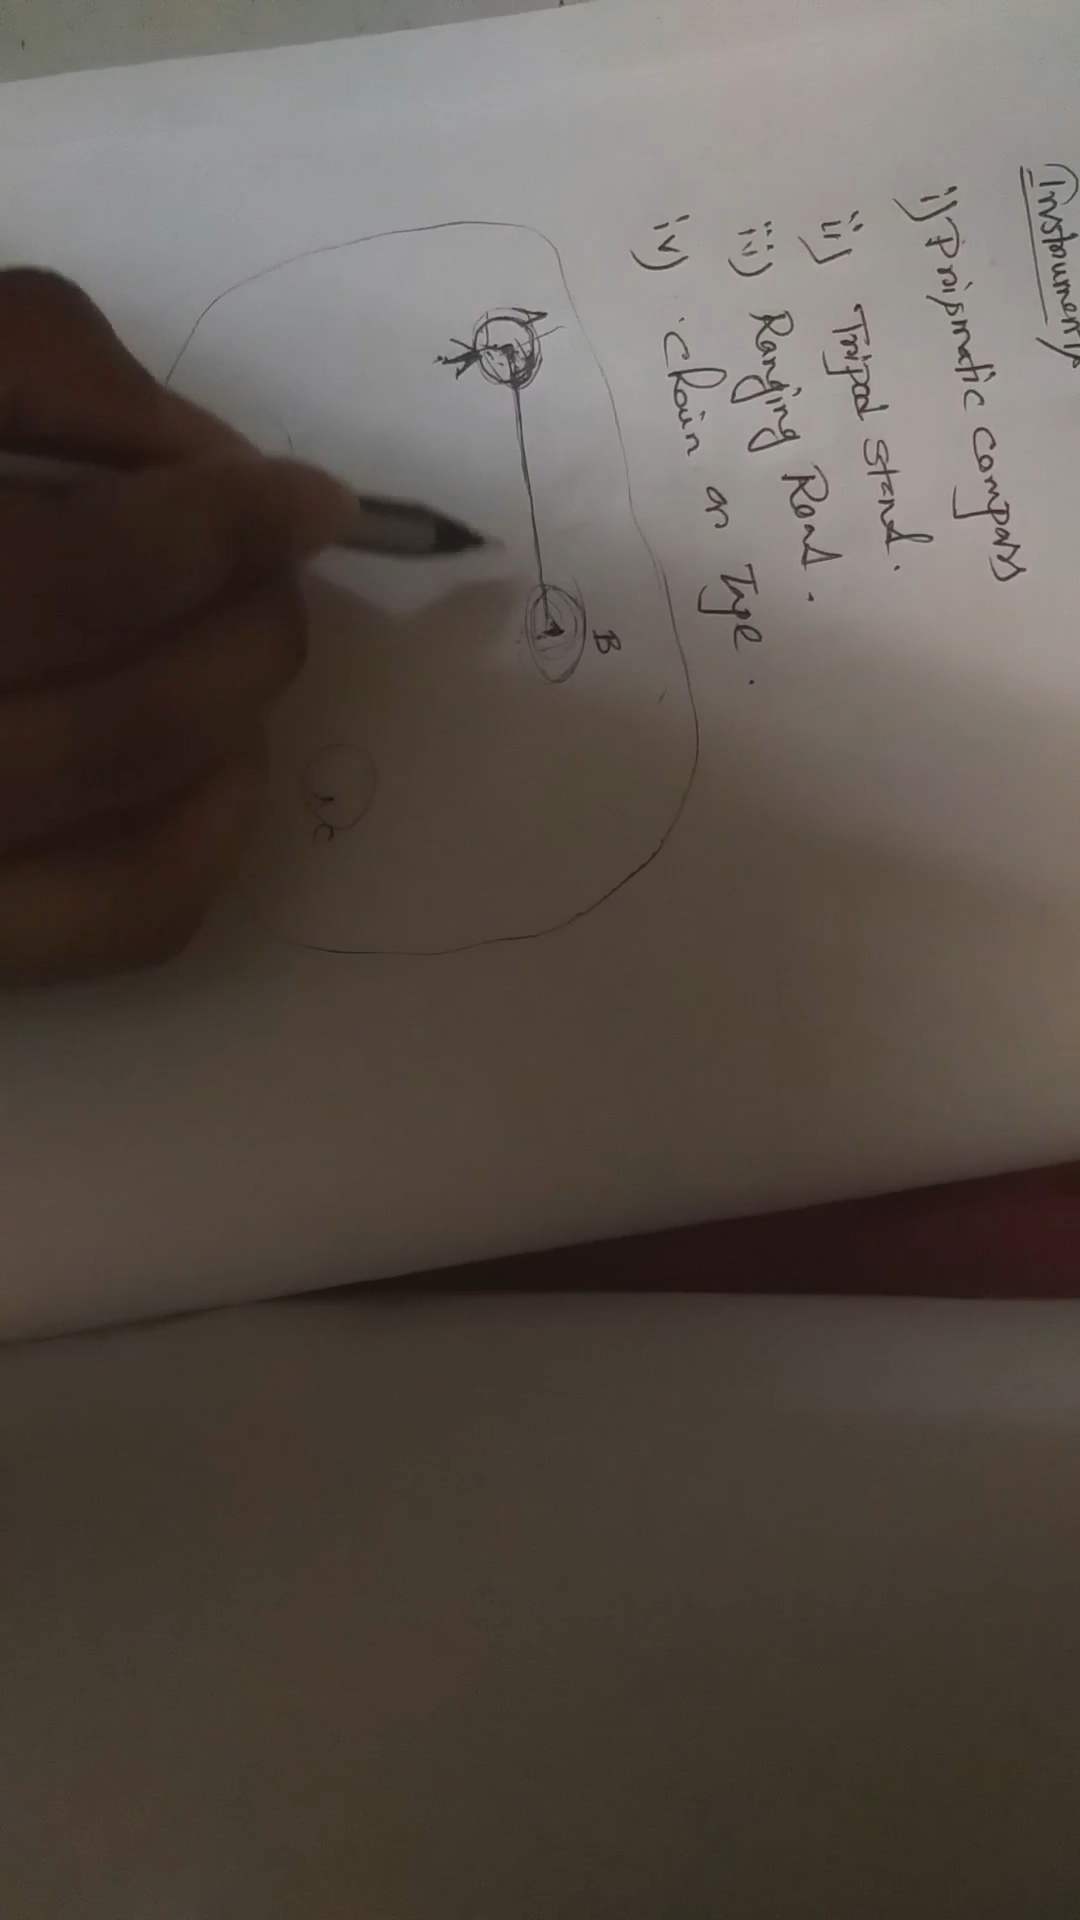 Instruments
i) Prismatic Compass
ii) Tripod Stand.
iii) Ranging Road.
iv) Chain or Tape.
A
B
C